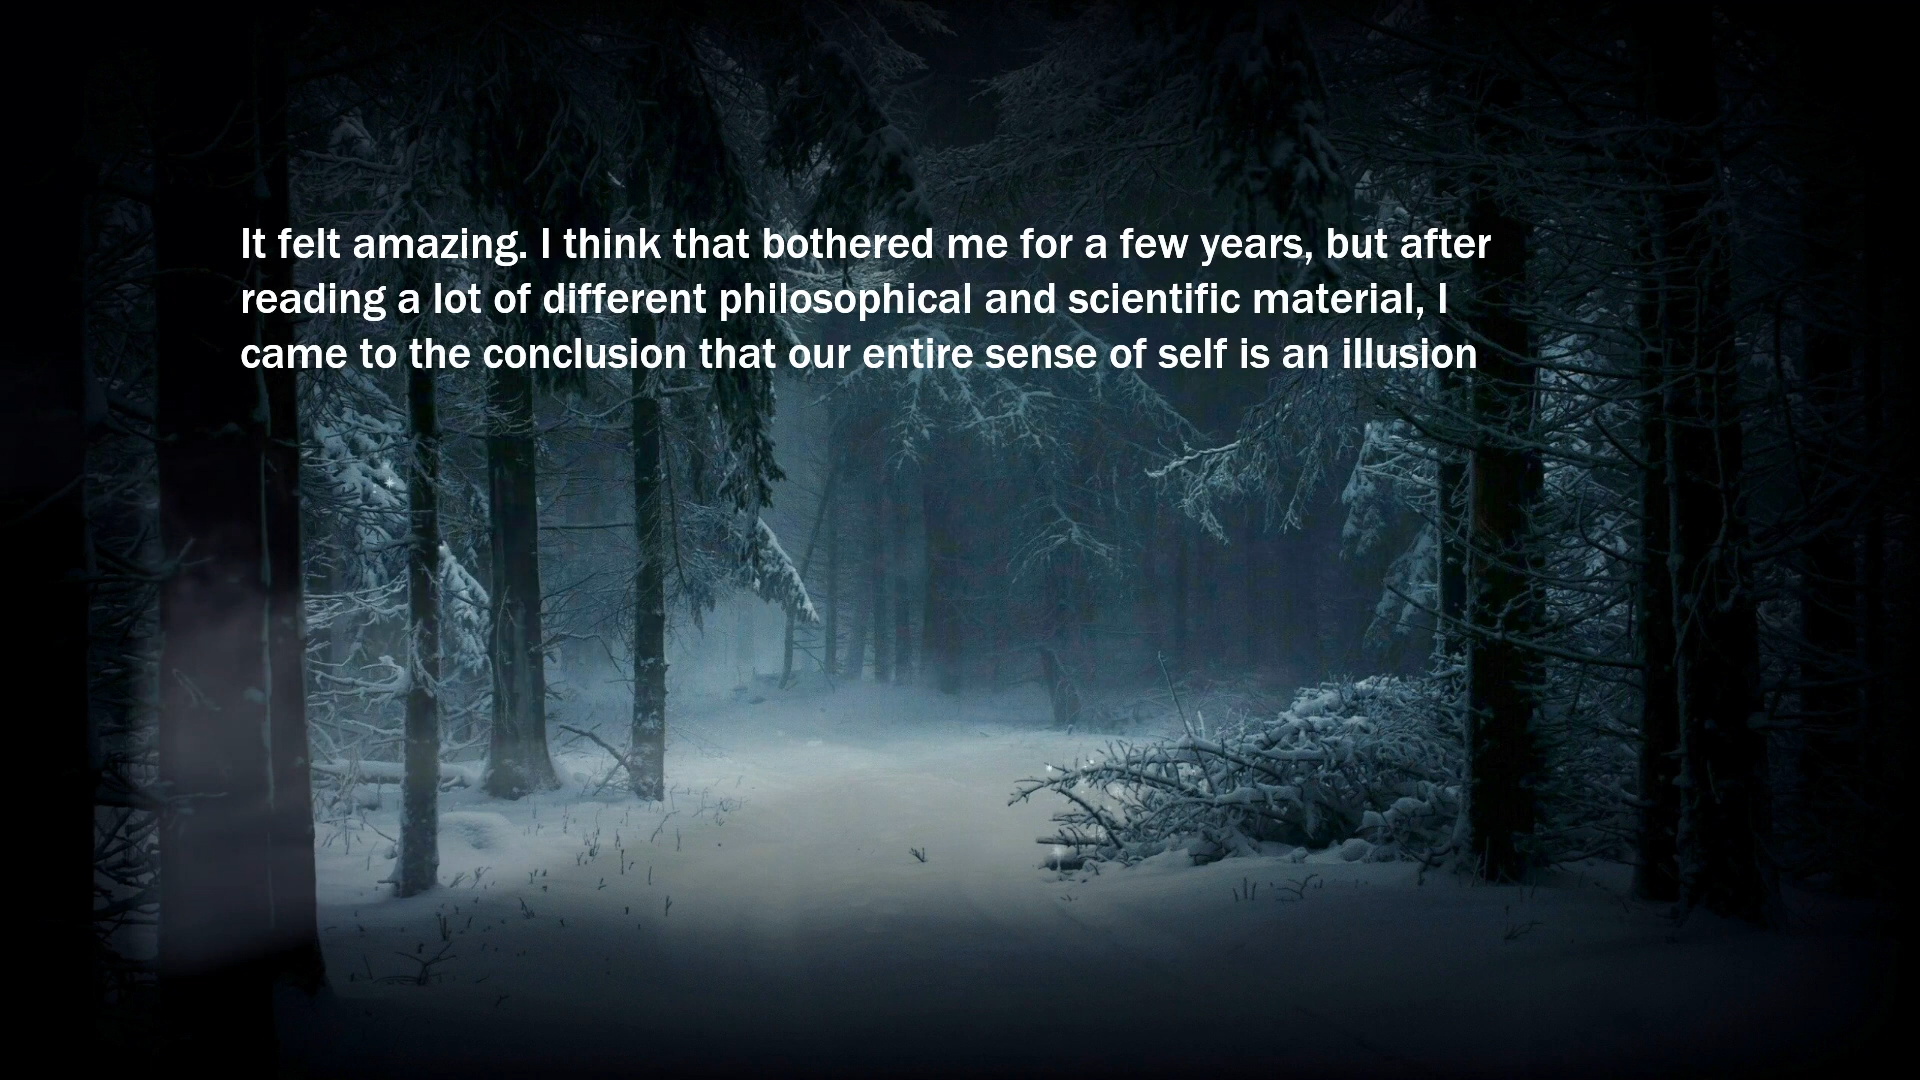 It felt amazing. I think that bothered me for a few years, but after
reading a lot of different philosophical and scientific material, I
came to the conclusion that our entire sense of self is an illusion